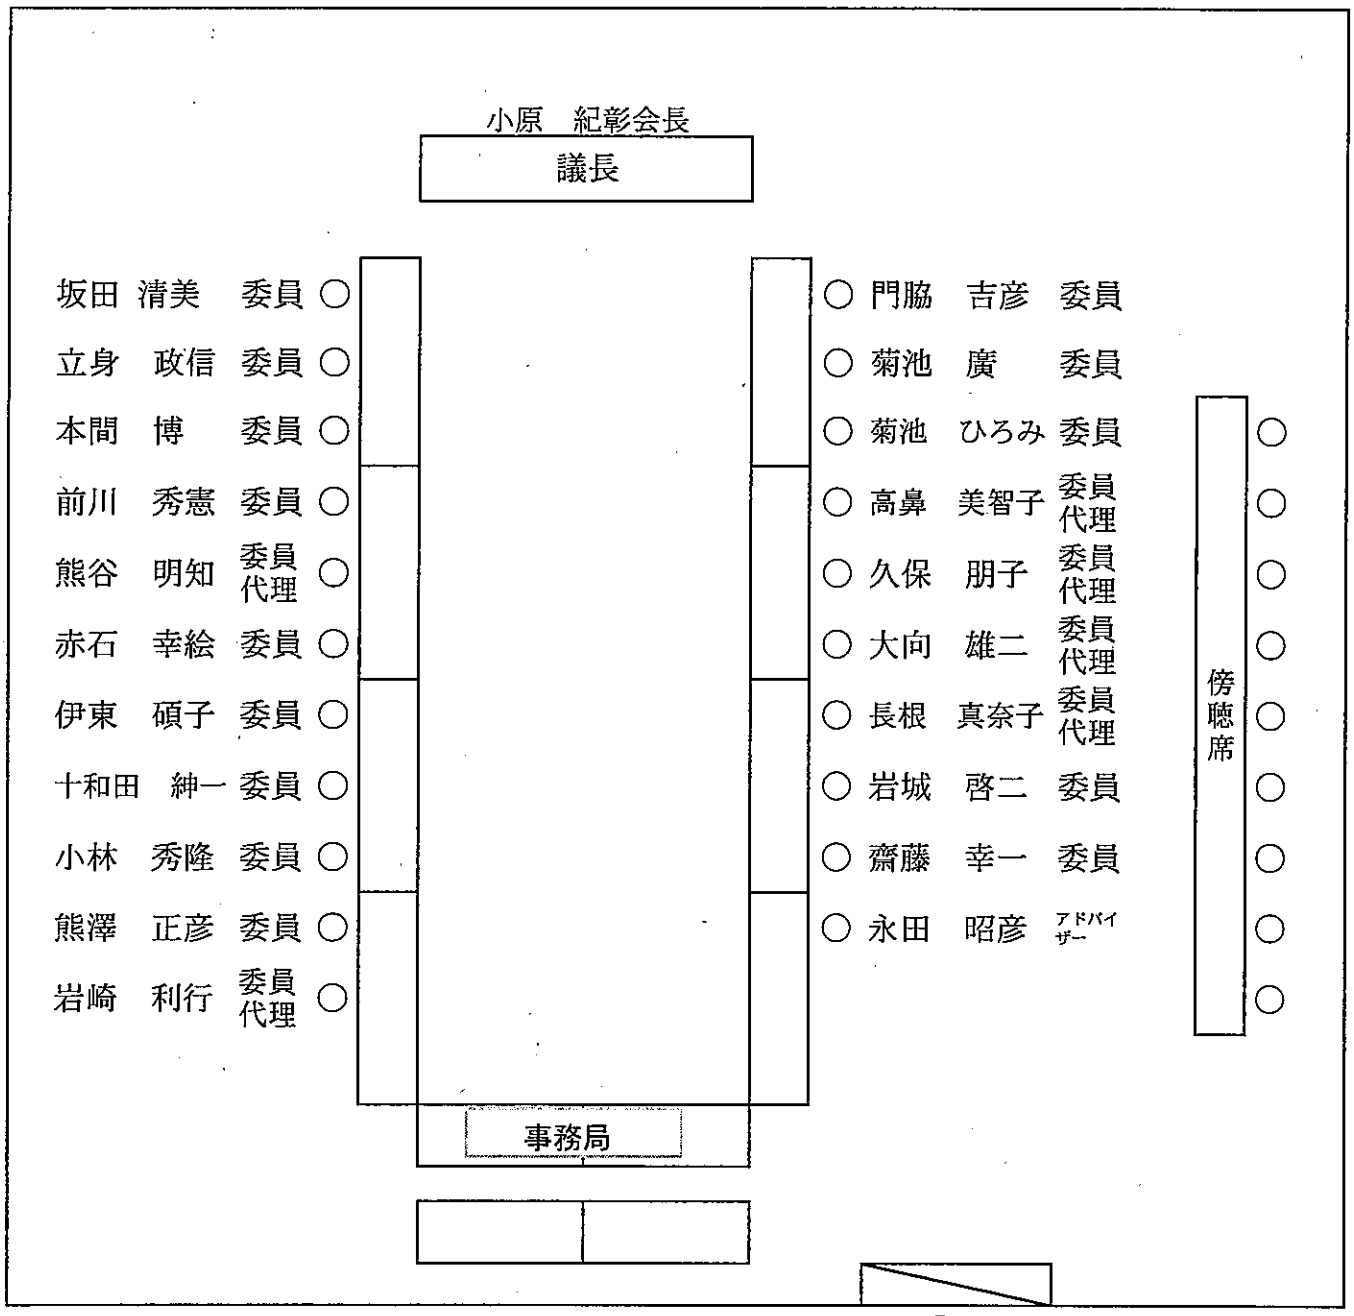 小原 紀彰会長
議長
坂田 清美 委員 ○
立身 政信 委員 ○
本間 博 委員 ○
前川 秀憲 委員 ○
熊谷 明知 委員代理 ○
赤石 幸絵 委員 ○
伊東 碩子 委員 ○
十和田 紳一 委員 ○
小林 秀隆 委員 ○
熊澤 正彦 委員 ○
岩崎 利行 委員代理 ○
○ 門脇 吉彦 委員
○ 菊池 廣 委員
○ 菊池 ひろみ 委員
○ 高鼻 美智子 委員代理
○ 久保 朋子 委員代理
○ 大向 雄二 委員代理
○ 長根 真奈子 委員代理
○ 岩城 啓二 委員
○ 齋藤 幸一 委員
○ 永田 昭彦 アドバイザー
傍聴席
事務局